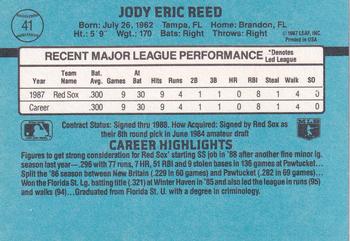 JODY ERIC REED
41
Born: July 26, 1962 Tampa, FL Home: Brandon, FL
Ht: 5' 9" Wgt: 170 Bats: Right Throws: Right
© 1987 LEAF, INC.
Printed in USA
RECENT MAJOR LEAGUE PERFORMANCE *Denotes Led League
Year Team Name Bat. Avg. Games AB Runs 2B 3B HR RBI Steal Walk SO
1987 Red Sox .300 9 30 4 1 1 0 8 1 4 0
Career .300 9 30 4 1 1 0 8 1 4 0
Contract Status: Signed thru 1988. How Acquired: Signed by Red Sox as
their 8th round pick in June 1984 amateur draft
CAREER HIGHLIGHTS
Figures to get strong consideration for Red Sox' starting SS job in '88 after another fine minor lg.
season last year-- .296 with 77 runs, 7 HR, 51 RBI and 9 stolen bases in 136 games at Pawtucket...
Split the '86 season between New Britain (.229 in 60 games) and Pawtucket (.282 in 69 games)...
Won the Florida St. Lg. batting title (.321) at Winter Haven in '85 and also led the league in runs (95)
and walks (94)...Graduated from Florida St. U. with a degree in criminology.